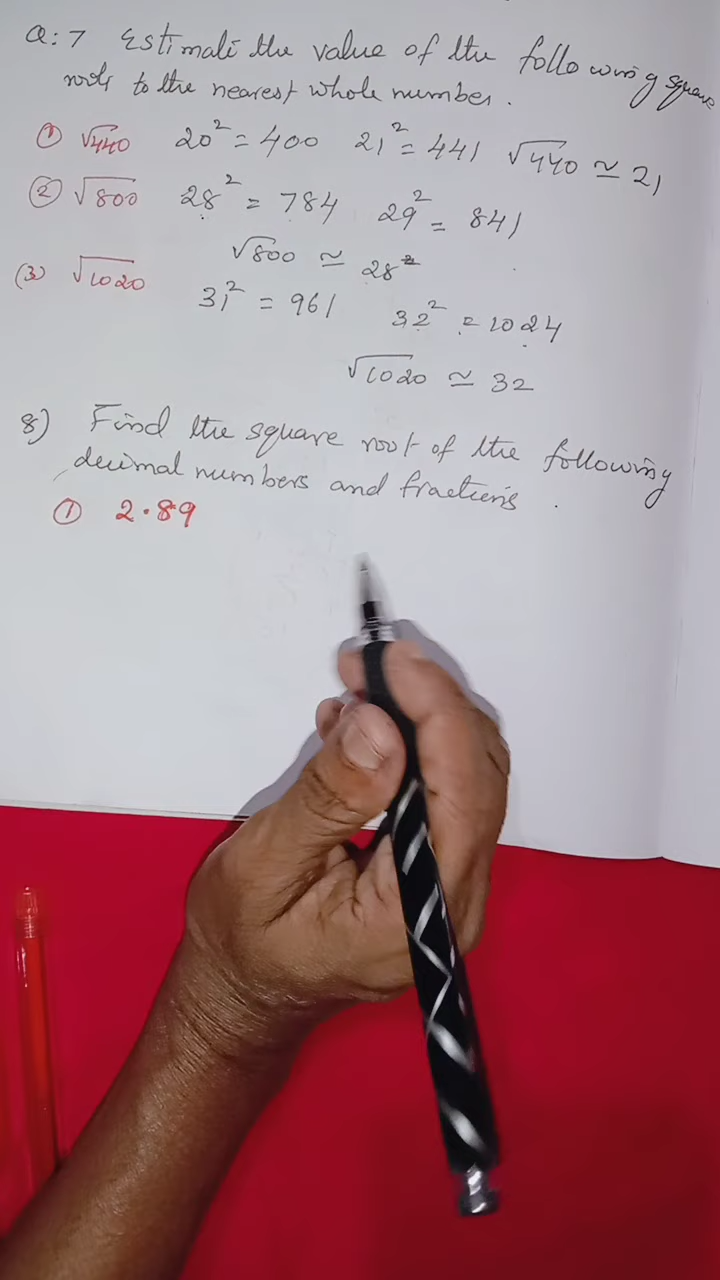 Q:7 Estimate the value of the following square
roots to the nearest whole number.
① √440 20² = 400 21² = 441 √440 ≃ 21
② √800 28² = 784 29² = 841
√800 ≃ 28
(3) √1020 31² = 961 32² = 1024
√1020 ≃ 32
8) Find the square root of the following
decimal numbers and fractions.
① 2.89